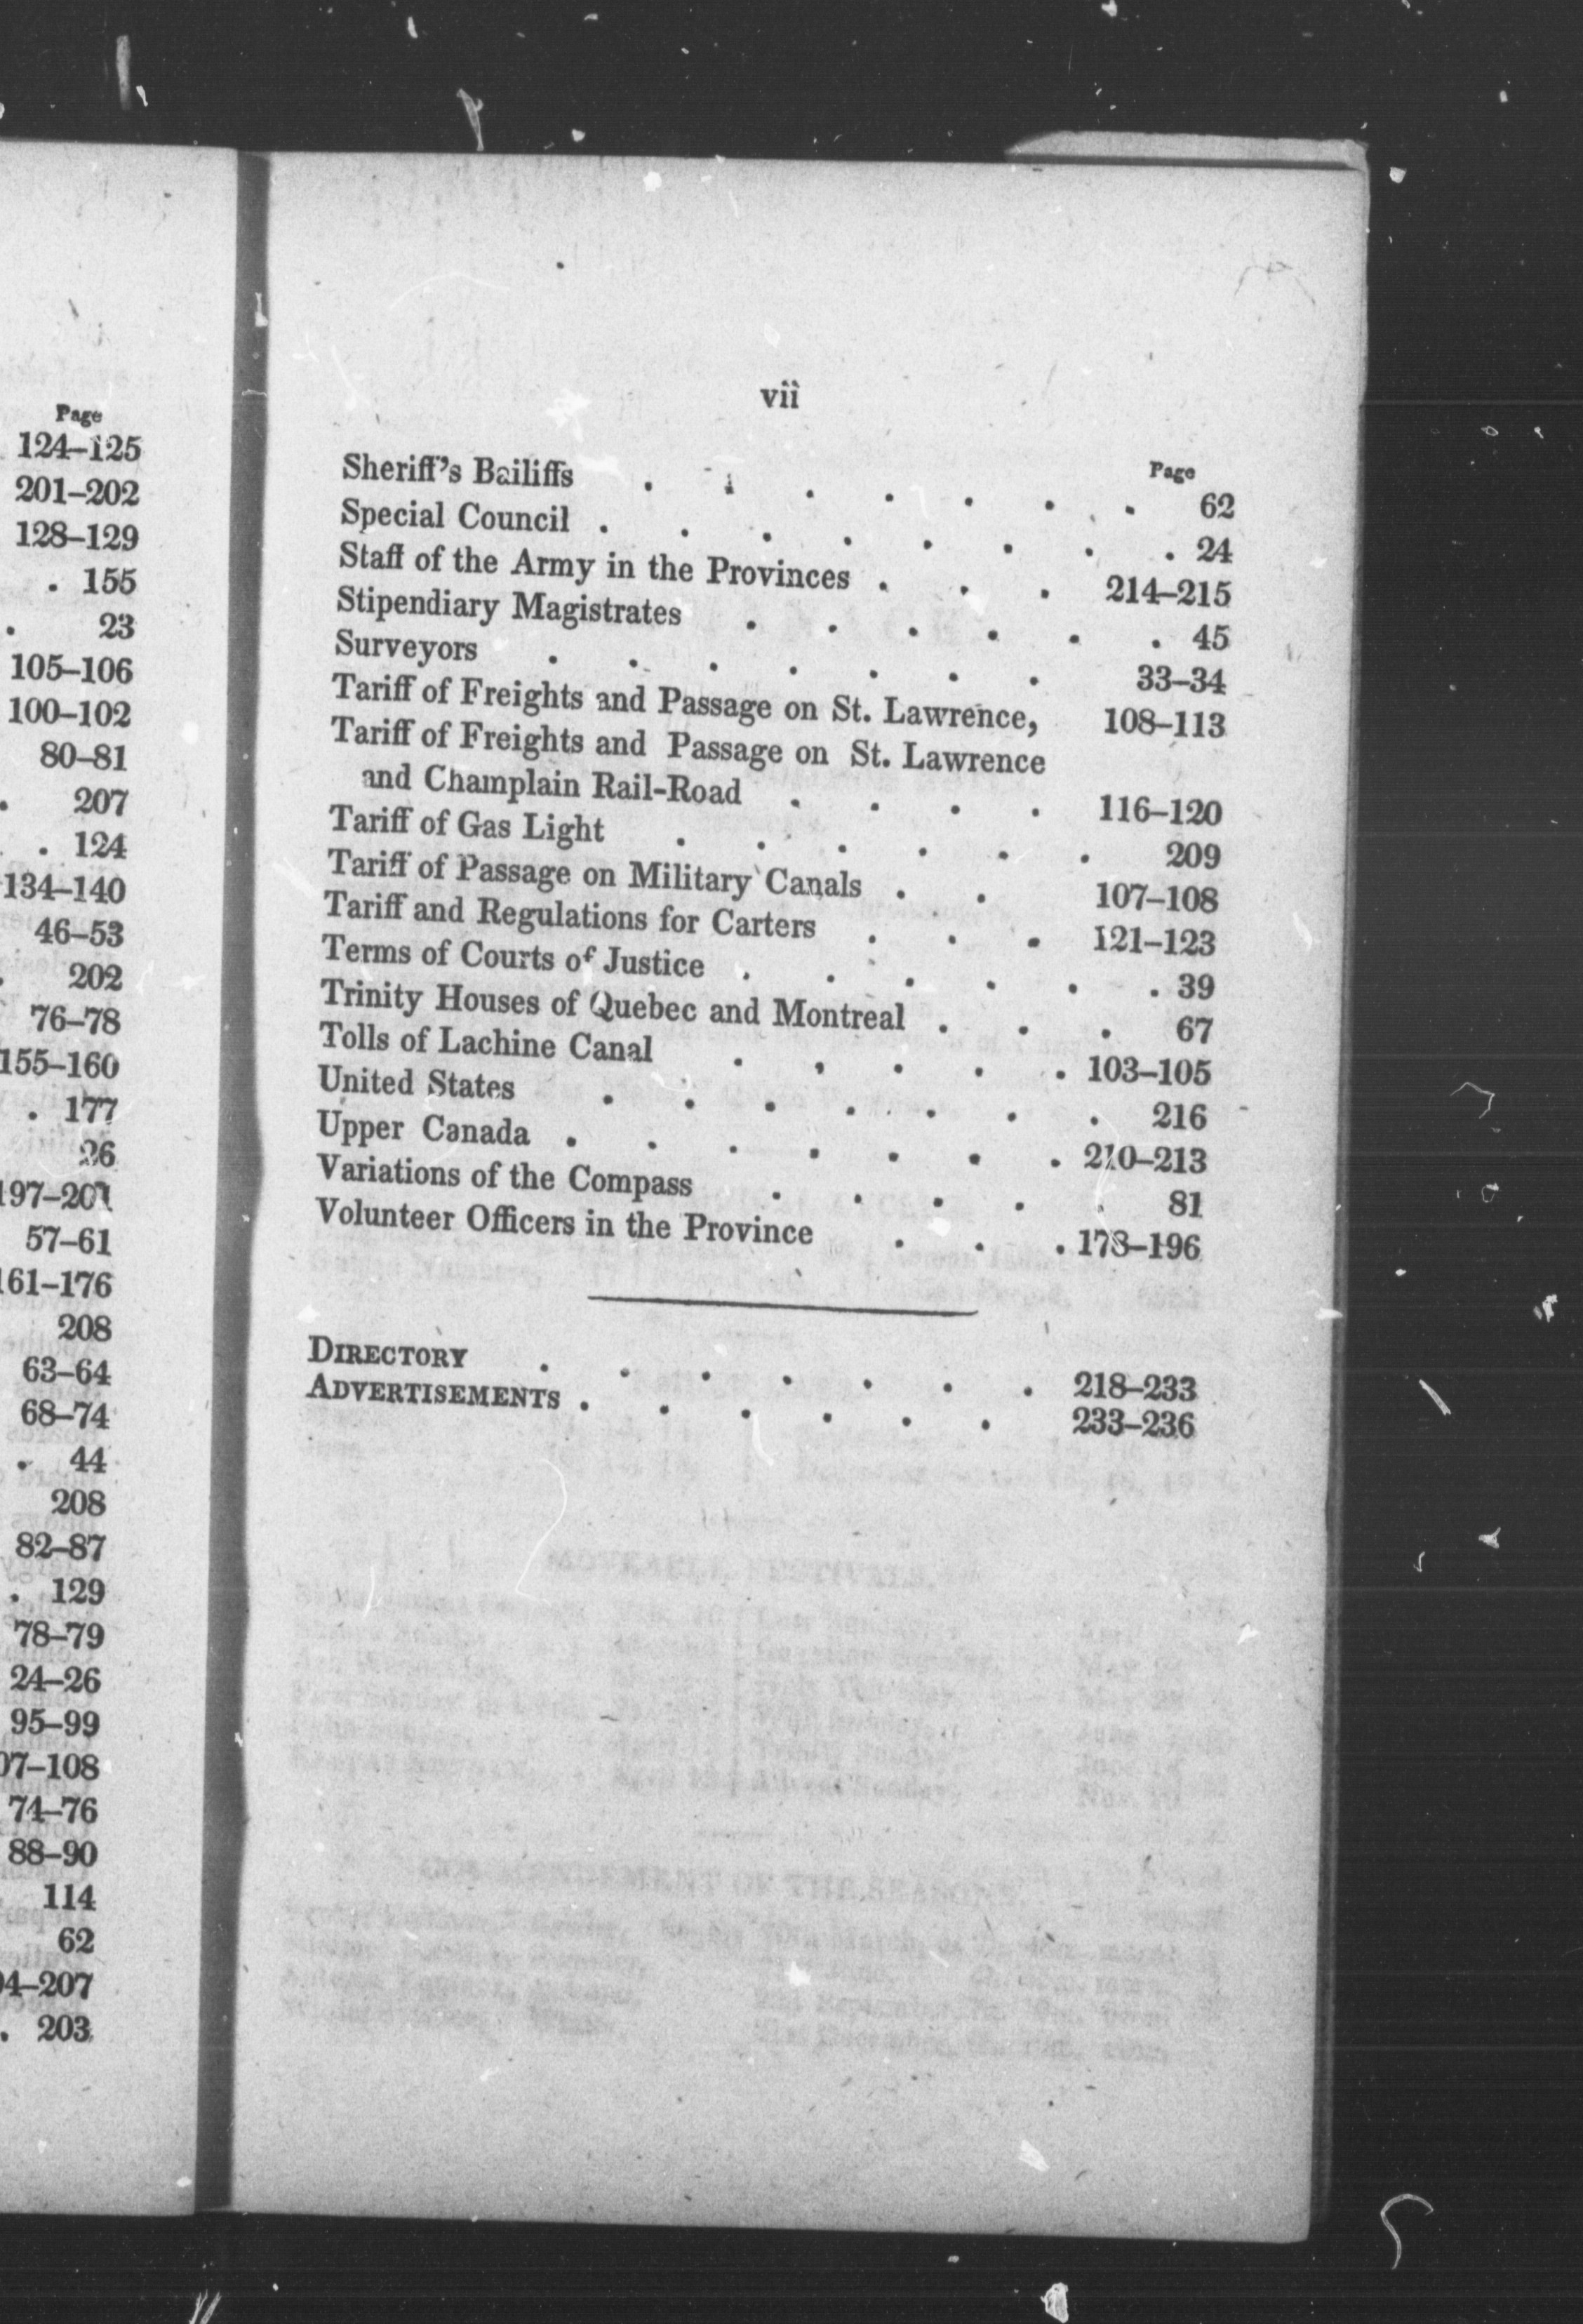 Page
124–125
201–202
128–129
. 155
. 23
105–106
100–102
80–81
. 207
. 124
134–140
46–53
. 202
76–78
155–160
. 177
26
197–201
57–61
161–176
208
63–64
68–74
. 44
208
82–87
. 129
78–79
24–26
95–99
07–108
74–76
88–90
114
62
04–207
. 203
vii
Page
Sheriff's Bailiffs . . . . . . . 62
Special Council . . . . . . . . 24
Staff of the Army in the Provinces . . . 214–215
Stipendiary Magistrates . . . . . . 45
Surveyors . . . . . . . 33–34
Tariff of Freights and Passage on St. Lawrence, 108–113
Tariff of Freights and Passage on St. Lawrence
and Champlain Rail-Road . . . . 116–120
Tariff of Gas Light . . . . . . 209
Tariff of Passage on Military Canals . . 107–108
Tariff and Regulations for Carters . . . 121–123
Terms of Courts of Justice . . . . . . 39
Trinity Houses of Quebec and Montreal . . . 67
Tolls of Lachine Canal . . . . . 103–105
United States . . . . . . . 216
Upper Canada . . . . . . . 210–213
Variations of the Compass . . . . . 81
Volunteer Officers in the Province . . . 178–196
DIRECTORY . . . . . . . 218–233
ADVERTISEMENTS . . . . . . 233–236